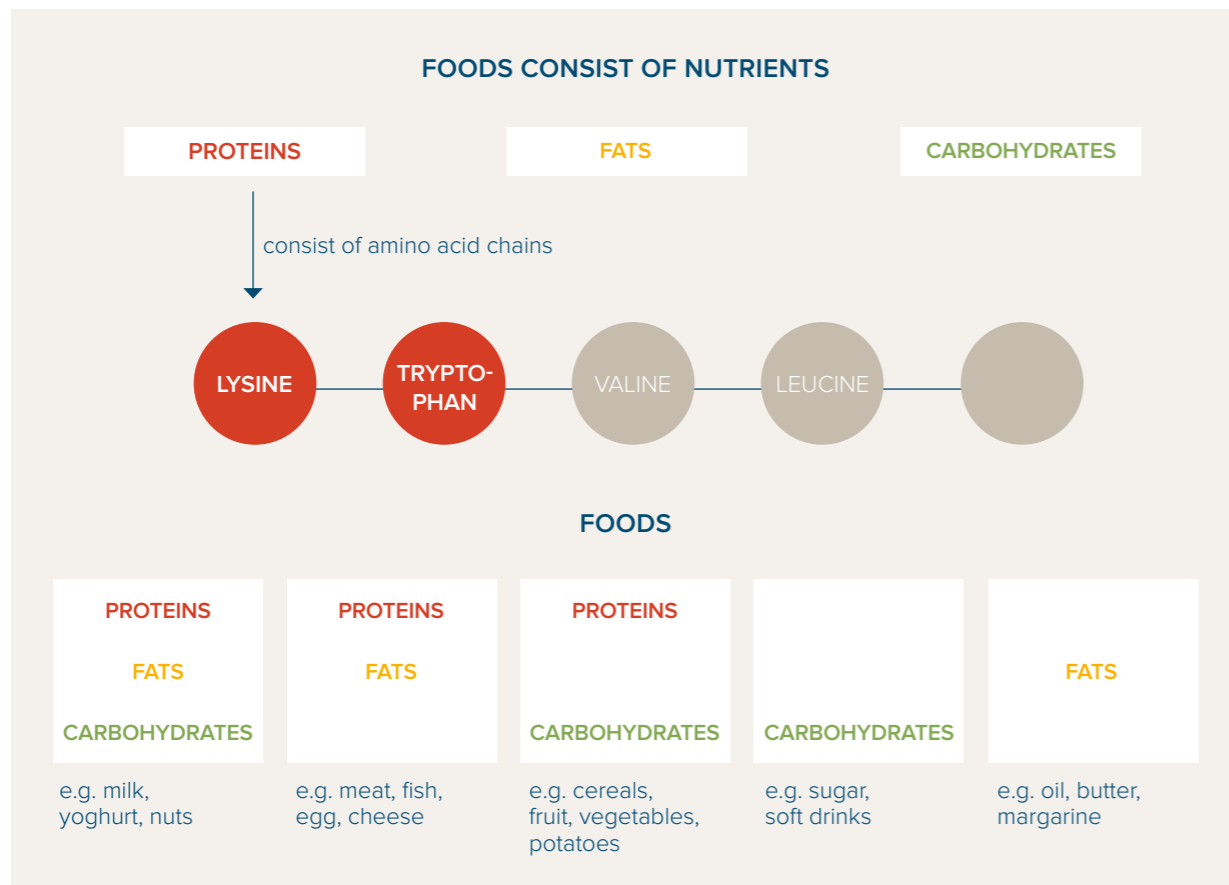 FOODS CONSIST OF NUTRIENTS
PROTEINS
FATS
CARBOHYDRATES
consist of amino acid chains
LYSINE
TRYPTO-
PHAN
VALINE
LEUCINE
FOODS
PROTEINS
FATS
CARBOHYDRATES
e.g. milk,
yoghurt, nuts
PROTEINS
FATS
e.g. meat, fish,
egg, cheese
PROTEINS
CARBOHYDRATES
e.g. cereals,
fruit, vegetables,
potatoes
CARBOHYDRATES
e.g. sugar,
soft drinks
FATS
e.g. oil, butter,
margarine